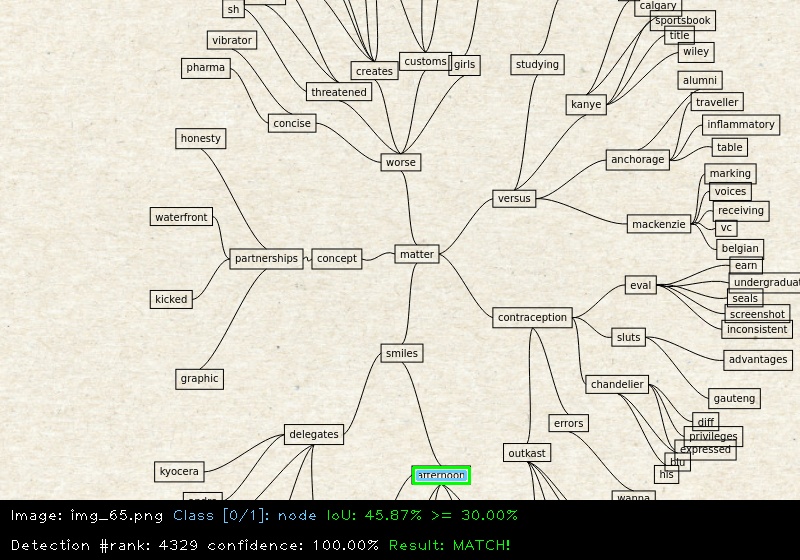 calgary
sh
sportsbook
title
vibrator
wiley
customs
girls
studying
pharma
creates
alumni
threatened
traveller
kanye
concise
inflammatory
honesty
table
worse
anchorage
marking
voices
versus
receiving
waterfront
mackenzie
vc
belgian
matter
partnerships
concept
earn
undergraduat
eval
kicked
seals
screenshot
contraception
inconsistent
sluts
smiles
advantages
graphic
chandelier
gauteng
diff
errors
delegates
privileges
expressed
outkast
blu
kyocera
his
afternoon
wanna
Image: img_65.png Class [0/1]: node IoU: 45.87% >= 30.00%
Detection #rank: 4329 confidence: 100.00% Result: MATCH!